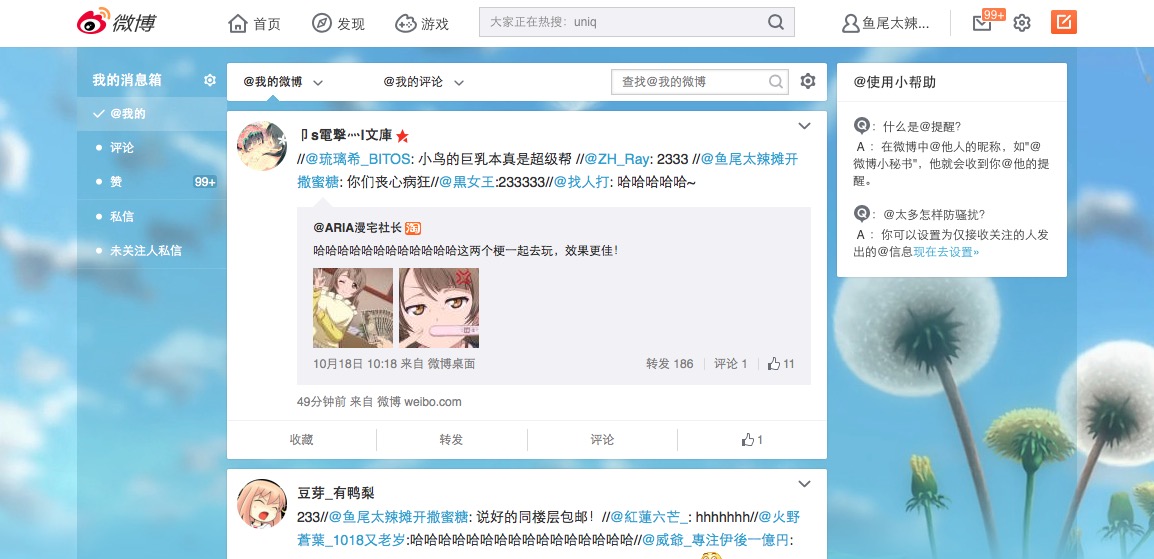 微博
首页
发现
游戏
大家正在热搜：uniq
鱼尾太辣...
99+
我的消息箱
@我的
评论
赞
99+
私信
未关注人私信
@我的微博
@我的评论
查找@我的微博
卩s電撃灬I文庫
//@琉璃希_BITOS: 小鸟的巨乳本真是超级帮 //@ZH_Ray: 2333 //@鱼尾太辣摊开
撒蜜糖: 你们丧心病狂//@黒女王:233333//@找人打: 哈哈哈哈哈~
@ARIA漫宅社长 淘
哈哈哈哈哈哈哈哈哈哈哈哈这两个梗一起去玩，效果更佳！
10月18日 10:18 来自 微博桌面
转发 186
评论 1
11
49分钟前 来自 微博 weibo.com
收藏
转发
评论
1
豆芽_有鸭梨
233//@鱼尾太辣摊开撒蜜糖: 说好的同楼层包邮！//@紅蓮六芒_: hhhhhhh//@火野
蒼葉_1018又老岁:哈哈哈哈哈哈哈哈哈哈哈哈哈哈哈哈//@威爺_專注伊後一億円:
@使用小帮助
Q：什么是@提醒?
A：在微博中@他人的昵称，如"@
微博小秘书"，他就会收到你@他的提
醒。
Q：@太多怎样防骚扰?
A：你可以设置为仅接收关注的人发
出的@信息现在去设置»